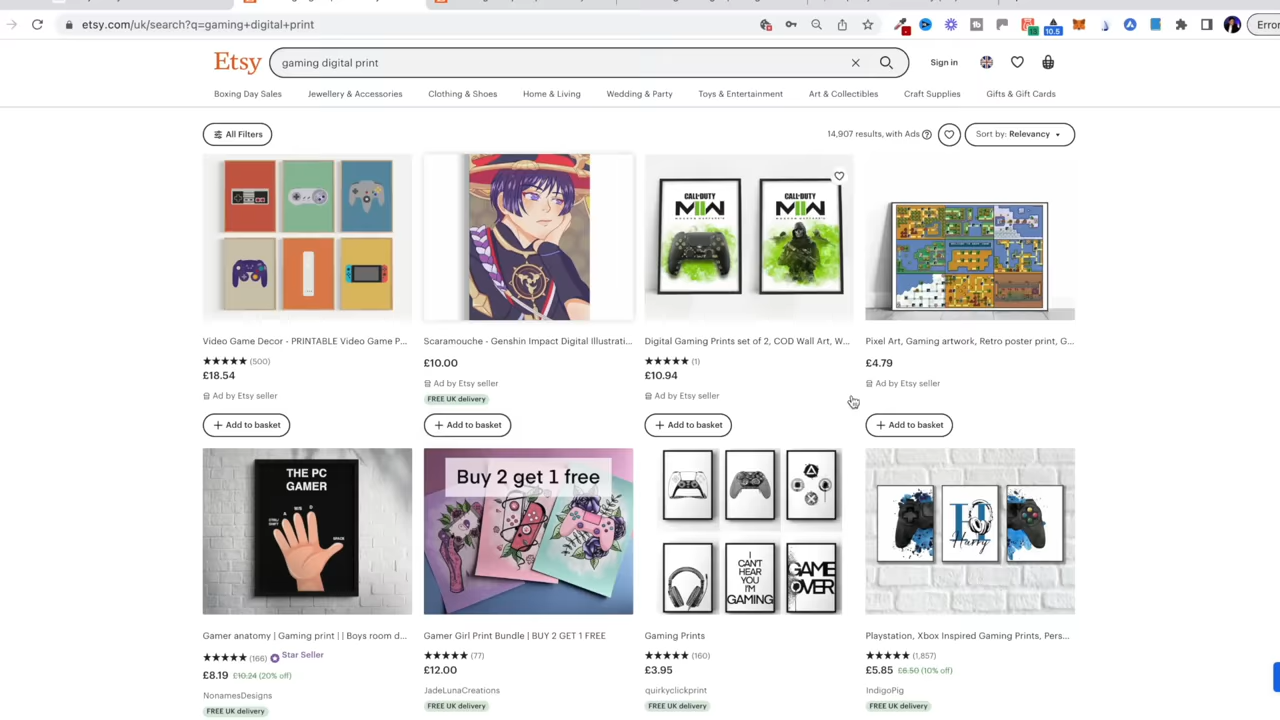 etsy.com/uk/search?q=gaming+digital+print
13
10.5
Error
Etsy
gaming digital print
Sign in
Boxing Day Sales
Jewellery & Accessories
Clothing & Shoes
Home & Living
Wedding & Party
Toys & Entertainment
Art & Collectibles
Craft Supplies
Gifts & Gift Cards
All Filters
14,907 results, with Ads
Sort by: Relevancy
CALL·DUTY
MW
CALL·DUTY
MW
Video Game Decor - PRINTABLE Video Game P...
Scaramouche - Genshin Impact Digital Illustrati...
Digital Gaming Prints set of 2, COD Wall Art, W...
Pixel Art, Gaming artwork, Retro poster print, G...
★★★★★ (500)
£18.54
Ad by Etsy seller
£10.00
Ad by Etsy seller
FREE UK delivery
★★★★★ (1)
£10.94
Ad by Etsy seller
£4.79
Ad by Etsy seller
+ Add to basket
+ Add to basket
+ Add to basket
+ Add to basket
THE PC
GAMER
SPACE
Buy 2 get 1 free
I
CAN'T
HEAR
YOU
I'M
GAMING
GAME
OVER
H
Harry
Gamer anatomy | Gaming print | | Boys room d...
Gamer Girl Print Bundle | BUY 2 GET 1 FREE
Gaming Prints
Playstation, Xbox Inspired Gaming Prints, Pers...
★★★★★ (166) Star Seller
£8.19 £10.24 (20% off)
NonamesDesigns
FREE UK delivery
★★★★★ (77)
£12.00
JadeLunaCreations
FREE UK delivery
★★★★★ (160)
£3.95
quirkyclickprint
FREE UK delivery
★★★★★ (1,857)
£5.85 £6.50 (10% off)
IndigoPig
FREE UK delivery